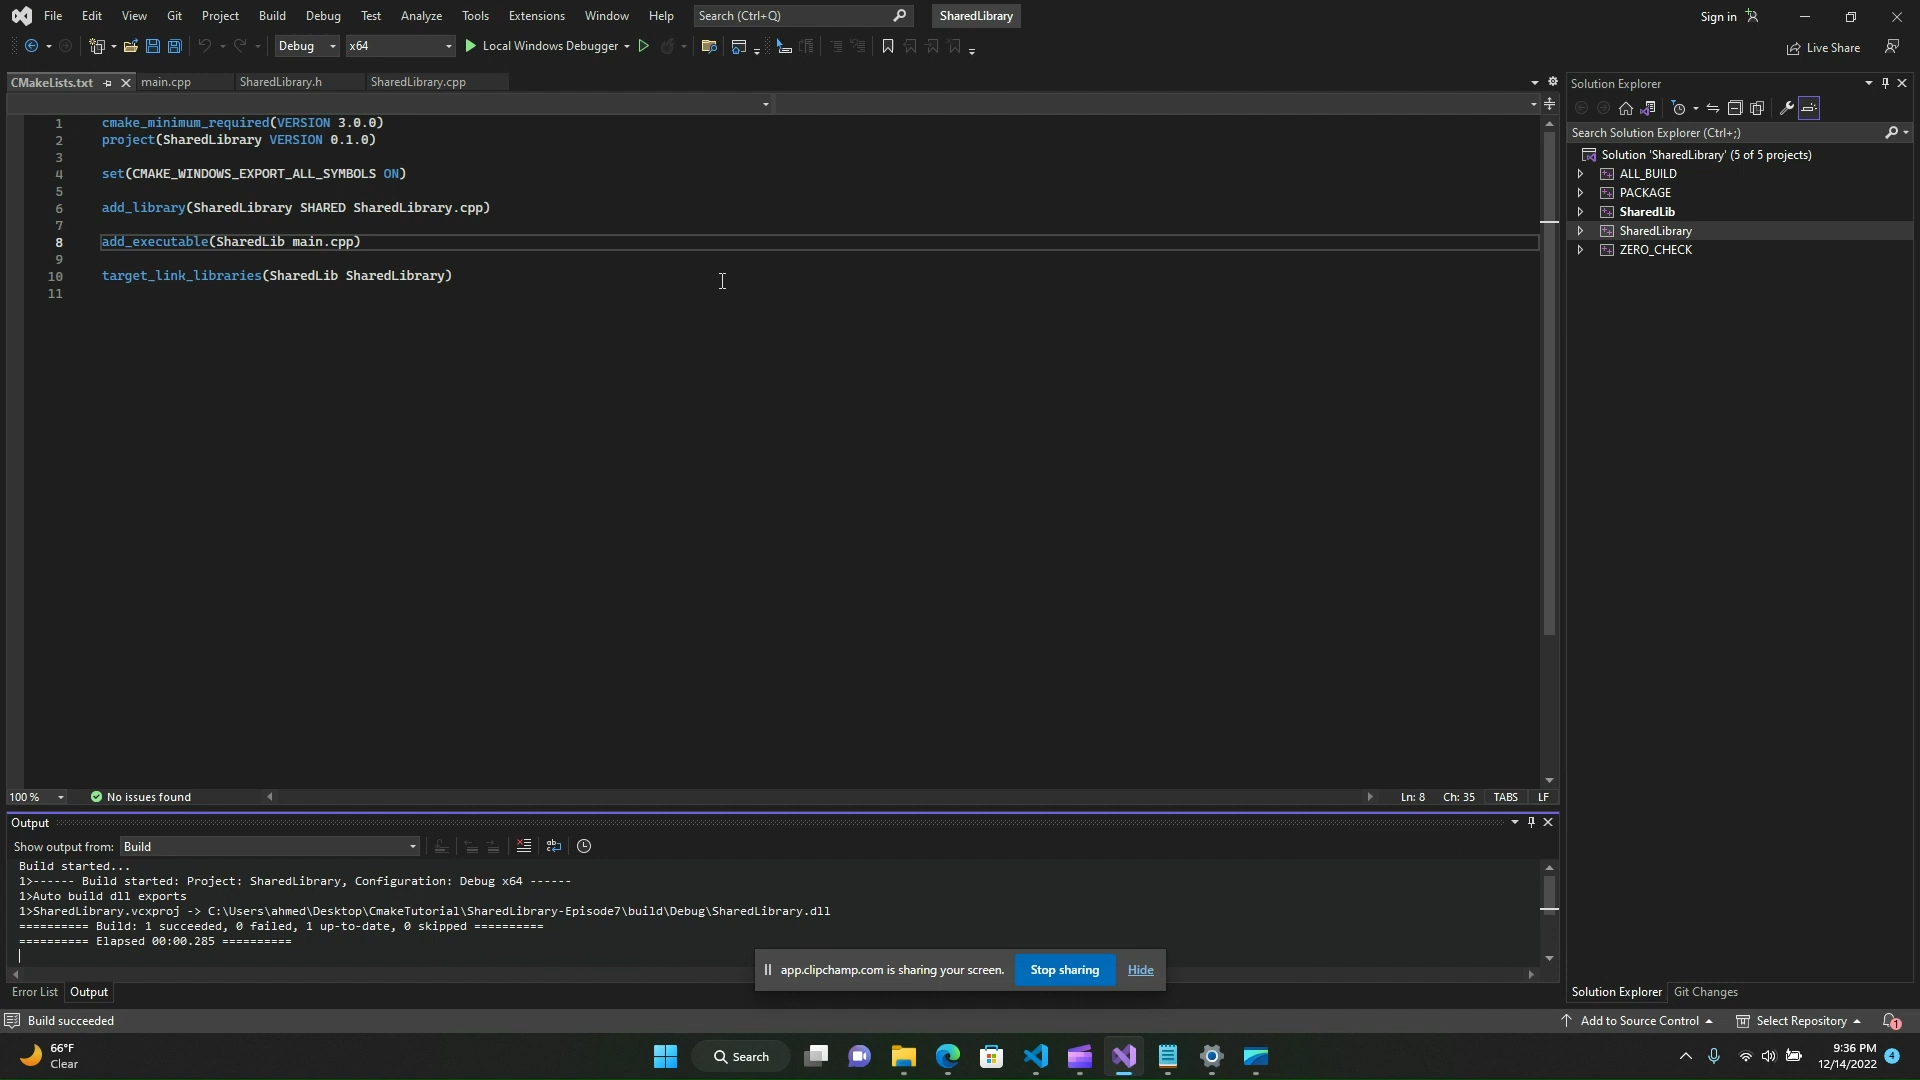 File Edit View Git Project Build Debug Test Analyze Tools Extensions Window Help Search (Ctrl+Q) SharedLibrary Sign in
Debug x64 Local Windows Debugger Live Share
CMakeLists.txt main.cpp SharedLibrary.h SharedLibrary.cpp
1 cmake_minimum_required(VERSION 3.0.0)
2 project(SharedLibrary VERSION 0.1.0)
3
4 set(CMAKE_WINDOWS_EXPORT_ALL_SYMBOLS ON)
5
6 add_library(SharedLibrary SHARED SharedLibrary.cpp)
7
8 add_executable(SharedLib main.cpp)
9
10 target_link_libraries(SharedLib SharedLibrary)
11
100 % No issues found Ln: 8 Ch: 35 TABS LF
Solution Explorer
Search Solution Explorer (Ctrl+;)
Solution 'SharedLibrary' (5 of 5 projects)
ALL_BUILD
PACKAGE
SharedLib
SharedLibrary
ZERO_CHECK
Output
Show output from: Build
Build started...
1>------ Build started: Project: SharedLibrary, Configuration: Debug x64 ------
1>Auto build dll exports
1>SharedLibrary.vcxproj -> C:\Users\ahmed\Desktop\CmakeTutorial\SharedLibrary-Episode7\build\Debug\SharedLibrary.dll
========== Build: 1 succeeded, 0 failed, 1 up-to-date, 0 skipped ==========
========== Elapsed 00:00.285 ==========
app.clipchamp.com is sharing your screen. Stop sharing Hide
Error List Output
Solution Explorer Git Changes
Build succeeded Add to Source Control Select Repository 1
66°F
Clear
Search
9:36 PM
12/14/2022 4